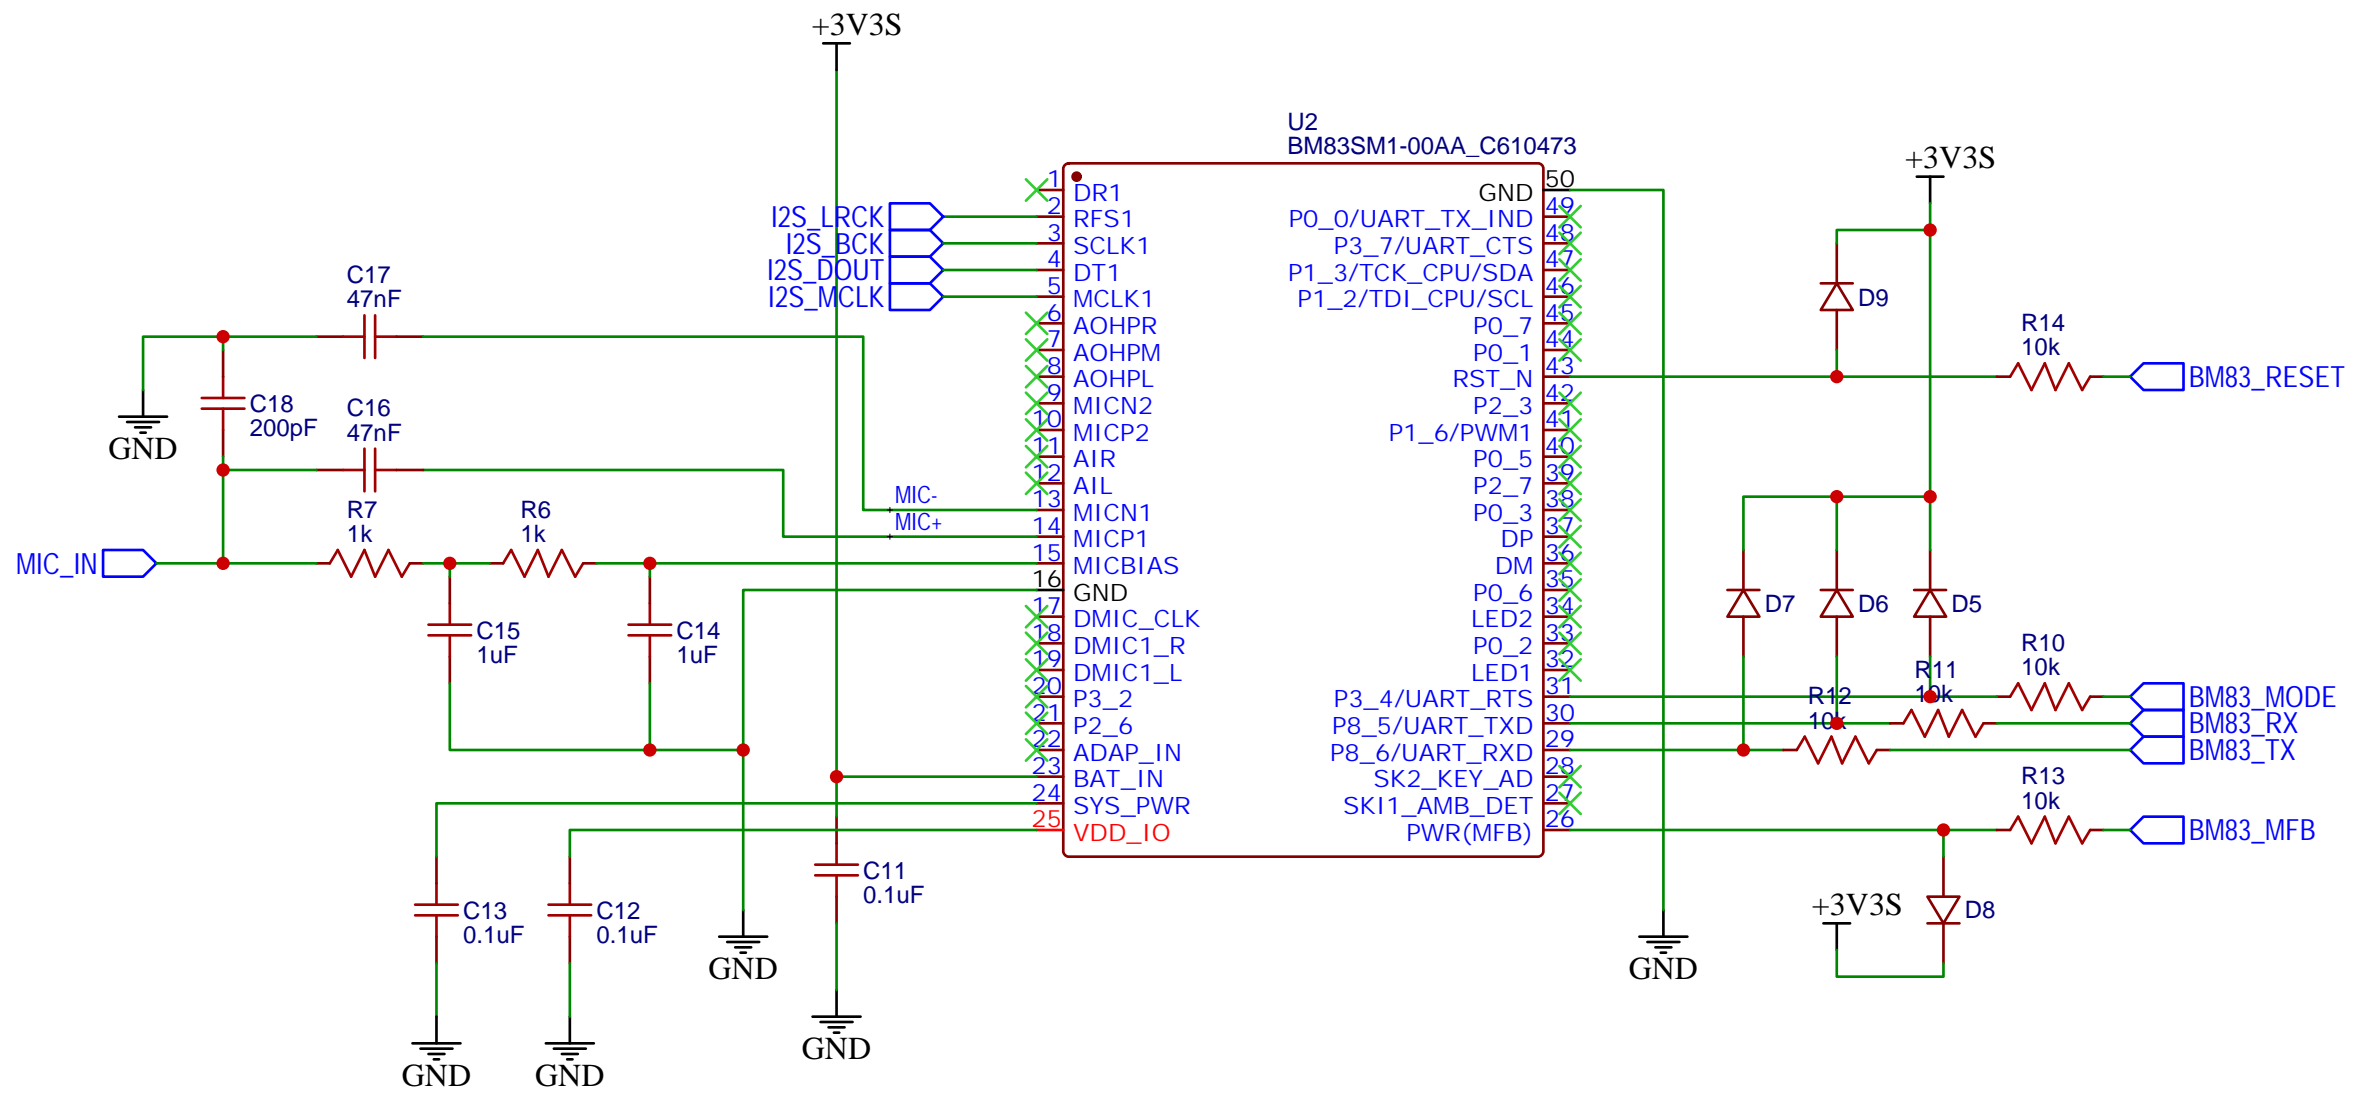 +3V3S
U2
BM83SM1-00AA_C610473
+3V3S
1
DR1
GND
50
I2S_LRCK
2
RFS1
P0_0/UART_TX_IND
49
I2S_BCK
3
SCLK1
P3_7/UART_CTS
48
I2S_DOUT
4
DT1
P1_3/TCK_CPU/SDA
47
I2S_MCLK
5
MCLK1
P1_2/TDI_CPU/SCL
46
6
AOHPR
P0_7
45
7
AOHPM
P0_1
44
8
AOHPL
RST_N
43
9
MICN2
P2_3
42
10
MICP2
P1_6/PWM1
41
11
AIR
P0_5
40
12
AIL
P2_7
39
MIC-
13
MICN1
P0_3
38
MIC+
14
MICP1
DP
37
15
MICBIAS
DM
36
16
GND
P0_6
35
17
DMIC_CLK
LED2
34
18
DMIC1_R
P0_2
33
19
DMIC1_L
LED1
32
20
P3_2
P3_4/UART_RTS
31
21
P2_6
P8_5/UART_TXD
30
22
ADAP_IN
P8_6/UART_RXD
29
23
BAT_IN
SK2_KEY_AD
28
24
SYS_PWR
SKI1_AMB_DET
27
25
VDD_IO
PWR(MFB)
26
C17
47nF
C18
200pF
GND
C16
47nF
R7
1k
R6
1k
MIC_IN
C15
1uF
C14
1uF
C13
0.1uF
C12
0.1uF
C11
0.1uF
GND
GND
GND
GND
GND
D9
R14
10k
BM83_RESET
D7
D6
D5
R10
10k
R11
10k
R12
10k
BM83_MODE
BM83_RX
BM83_TX
R13
10k
BM83_MFB
+3V3S
D8